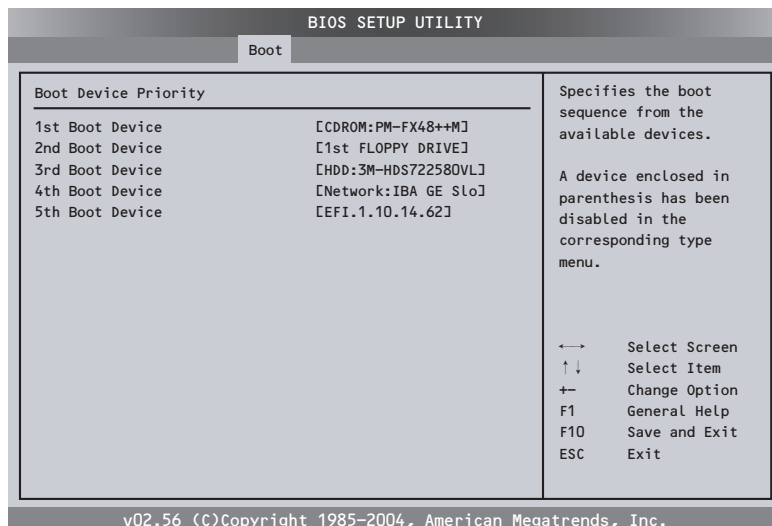 BIOS SETUP UTILITY
Boot
Boot Device Priority
1st Boot Device [CDROM:PM-FX48++M]
2nd Boot Device [1st FLOPPY DRIVE]
3rd Boot Device [HDD:3M-HDS722580VL]
4th Boot Device [Network:IBA GE Slo]
5th Boot Device [EFI.1.10.14.62]
Specifies the boot
sequence from the
available devices.
A device enclosed in
parenthesis has been
disabled in the
corresponding type
menu.
←→ Select Screen
↑↓ Select Item
+- Change Option
F1 General Help
F10 Save and Exit
ESC Exit
v02.56 (C)Copyright 1985-2004, American Megatrends, Inc.